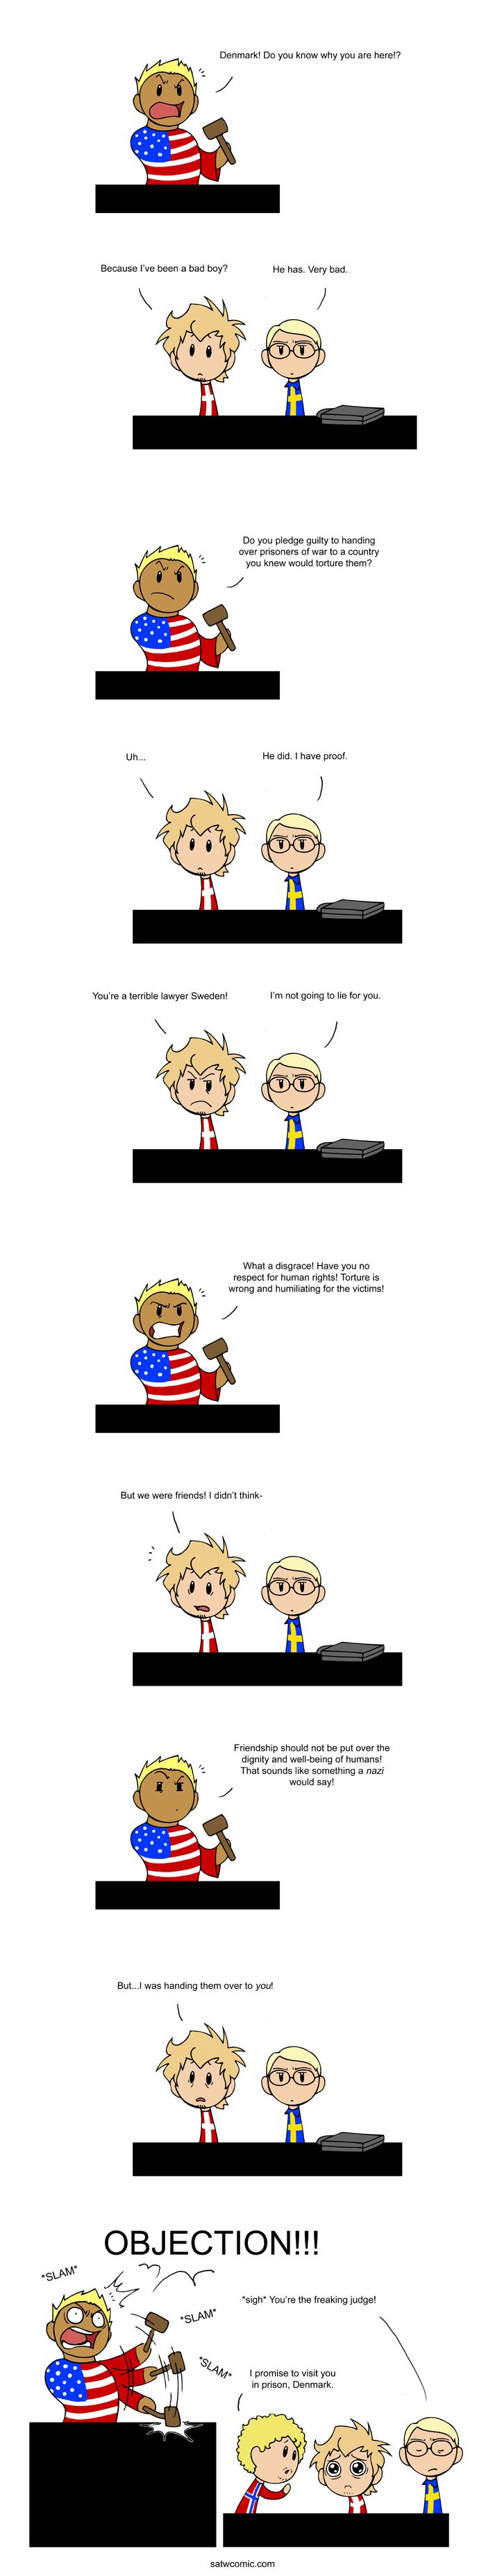 Denmark! Do you know why you are here!?
Because I've been a bad boy?
He has. Very bad.
Do you pledge guilty to handing
over prisoners of war to a country
you knew would torture them?
Uh...
He did. I have proof.
You're a terrible lawyer Sweden!
I'm not going to lie for you.
What a disgrace! Have you no
respect for human rights! Torture is
wrong and humiliating for the victims!
But we were friends! I didn't think-
Friendship should not be put over the
dignity and well-being of humans!
That sounds like something a nazi
would say!
But...I was handing them over to you!
OBJECTION!!!
*SLAM*
*SLAM*
*SLAM*
*sigh* You're the freaking judge!
I promise to visit you
in prison, Denmark.
satwcomic.com